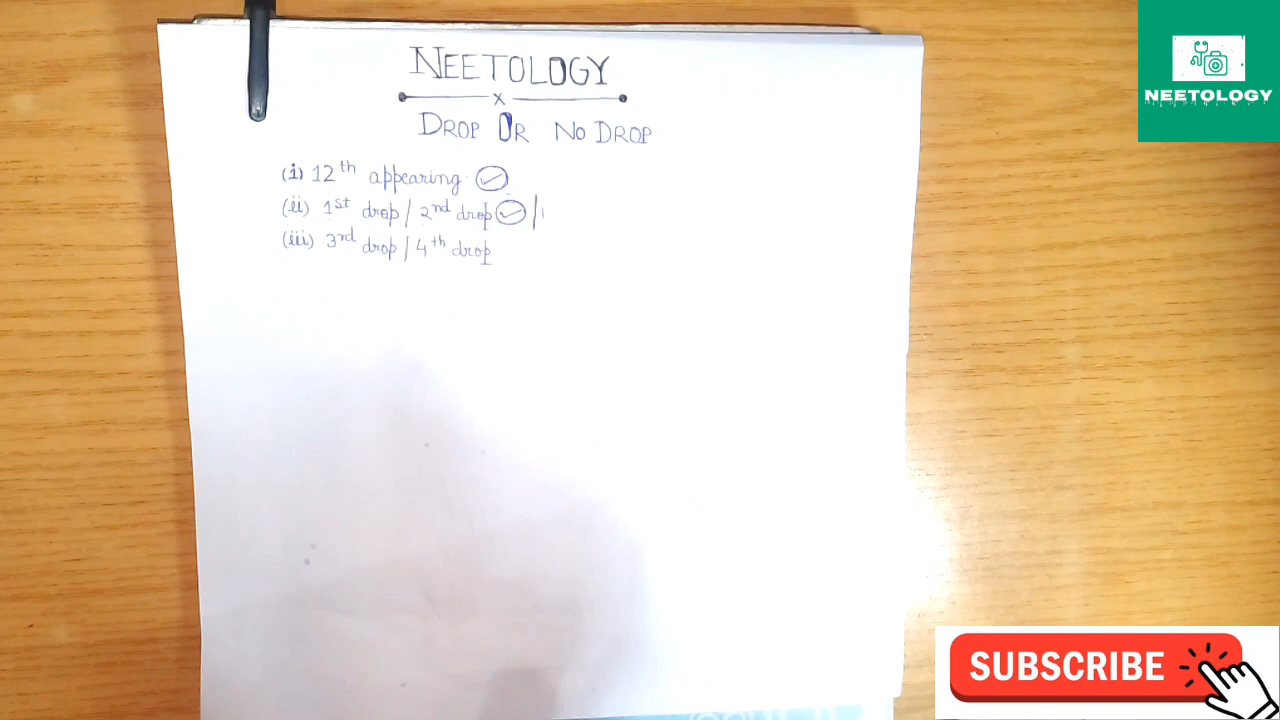 NEETOLOGY
x
DROP OR NO DROP
(i) 12th appearing
(ii) 1st drop / 2nd drop
(iii) 3rd drop / 4th drop
NEETOLOGY
SUBSCRIBE